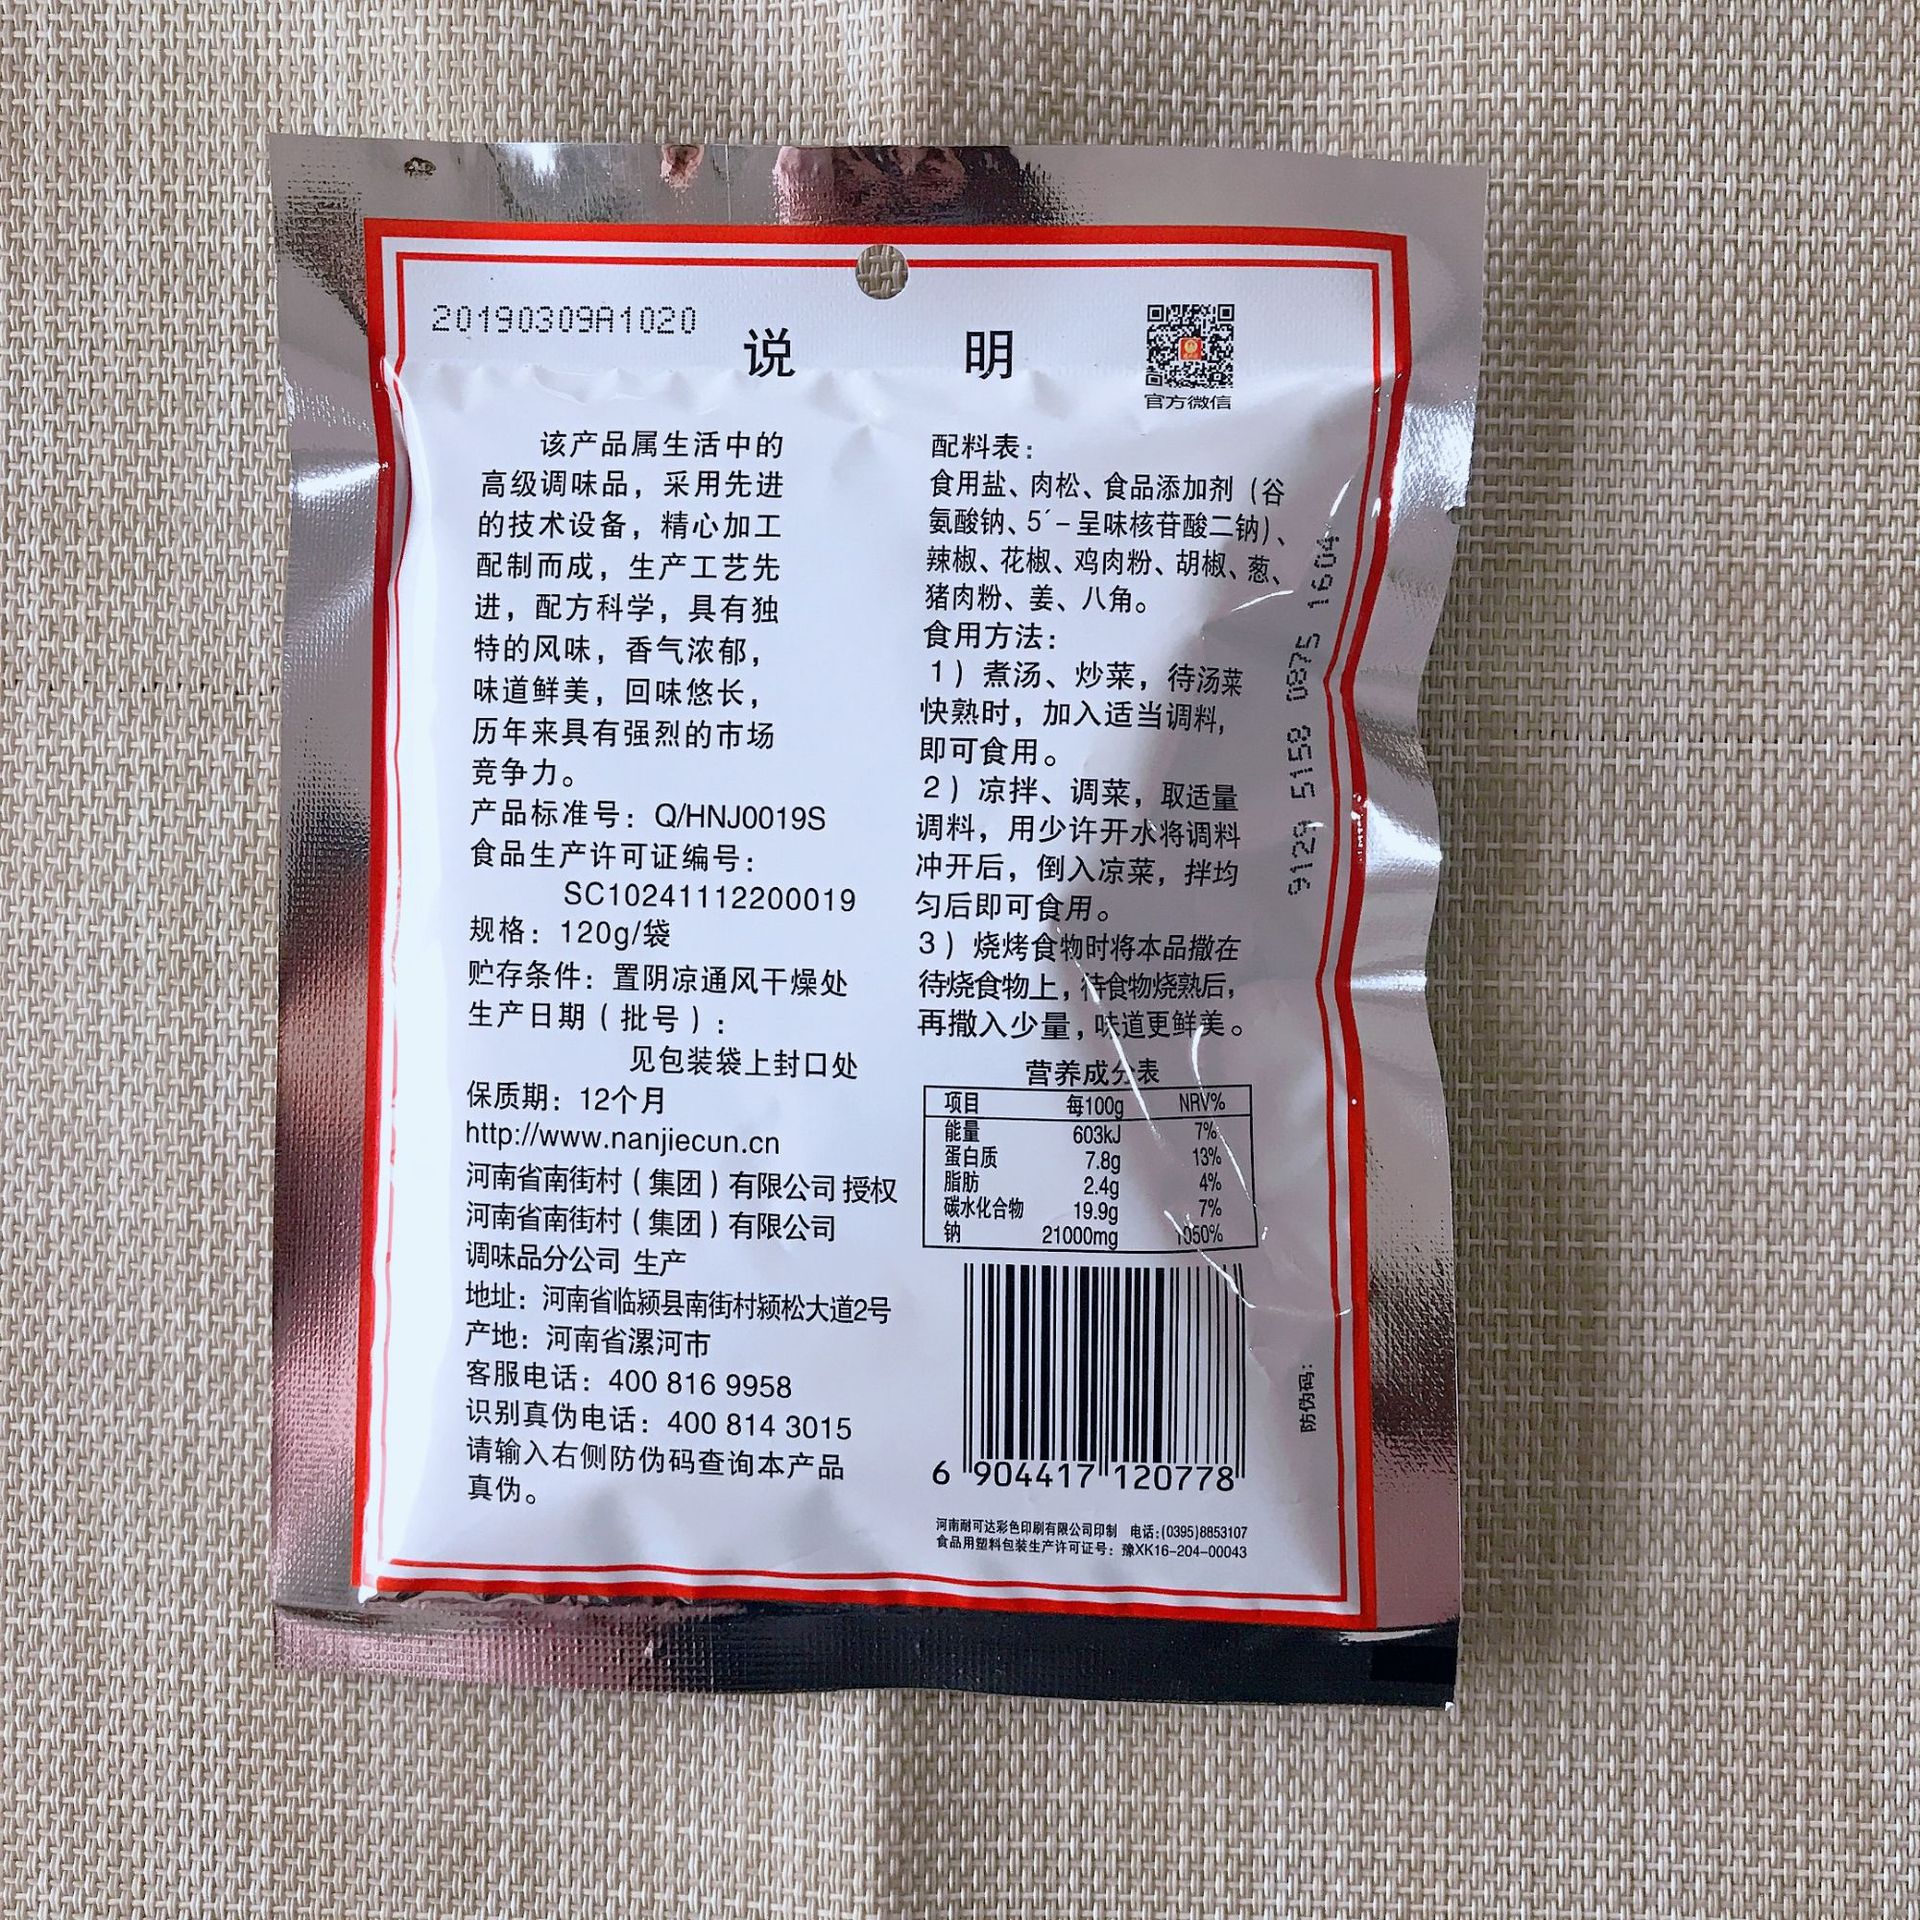 20190309A1020
说 明
官方微信
该产品属生活中的
高级调味品，采用先进
的技术设备，精心加工
配制而成，生产工艺先
进，配方科学，具有独
特的风味，香气浓郁，
味道鲜美，回味悠长，
历年来具有强烈的市场
竞争力。
产品标准号：Q/HNJ0019S
食品生产许可证编号：
SC10241112200019
规格：120g/袋
贮存条件：置阴凉通风干燥处
生产日期（批号）：
见包装袋上封口处
保质期：12个月
http://www.nanjiecun.cn
河南省南街村（集团）有限公司 授权
河南省南街村（集团）有限公司
调味品分公司 生产
地址：河南省临颍县南街村颍松大道2号
产地：河南省漯河市
客服电话：400 816 9958
识别真伪电话：400 814 3015
请输入右侧防伪码查询本产品
真伪。
配料表：
食用盐、肉松、食品添加剂（谷
氨酸钠、5´-呈味核苷酸二钠）、
辣椒、花椒、鸡肉粉、胡椒、葱、
猪肉粉、姜、八角。
食用方法：
1）煮汤、炒菜，待汤菜
快熟时，加入适当调料，
即可食用。
2）凉拌、调菜，取适量
调料，用少许开水将调料
冲开后，倒入凉菜，拌均
匀后即可食用。
3）烧烤食物时将本品撒在
待烧食物上，待食物烧熟后，
再撒入少量，味道更鲜美。
营养成分表
项目 每100g NRV%
能量 603kJ 7%
蛋白质 7.8g 13%
脂肪 2.4g 4%
碳水化合物 19.9g 7%
钠 21000mg 1050%
6 904417 120778
河南耐可达彩色印刷有限公司印制 电话：(0395)8853107
食品用塑料包装生产许可证号：豫XK16-204-00043
防伪码：
9129 5158 0875 1604